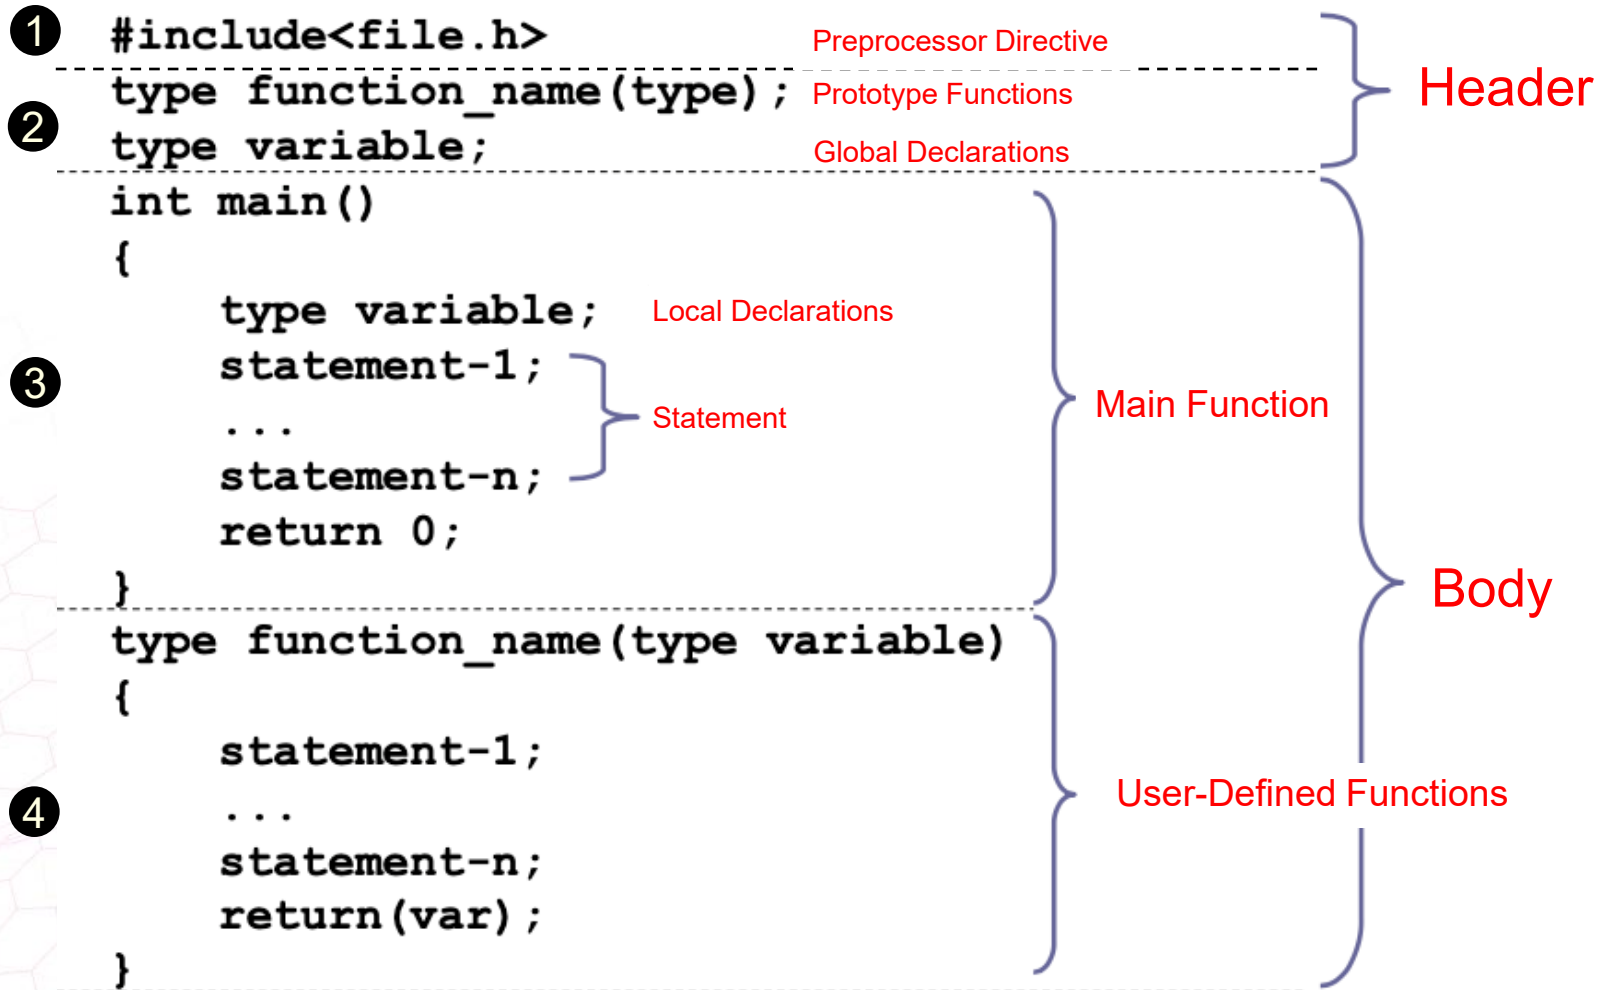 1 #include<file.h> Preprocessor Directive
Header
2 type function_name(type); Prototype Functions
type variable; Global Declarations
int main()
{
type variable; Local Declarations
3 statement-1;
... Statement
Main Function
statement-n;
return 0;
}
Body
type function_name(type variable)
{
statement-1;
4 ... User-Defined Functions
statement-n;
return(var);
}